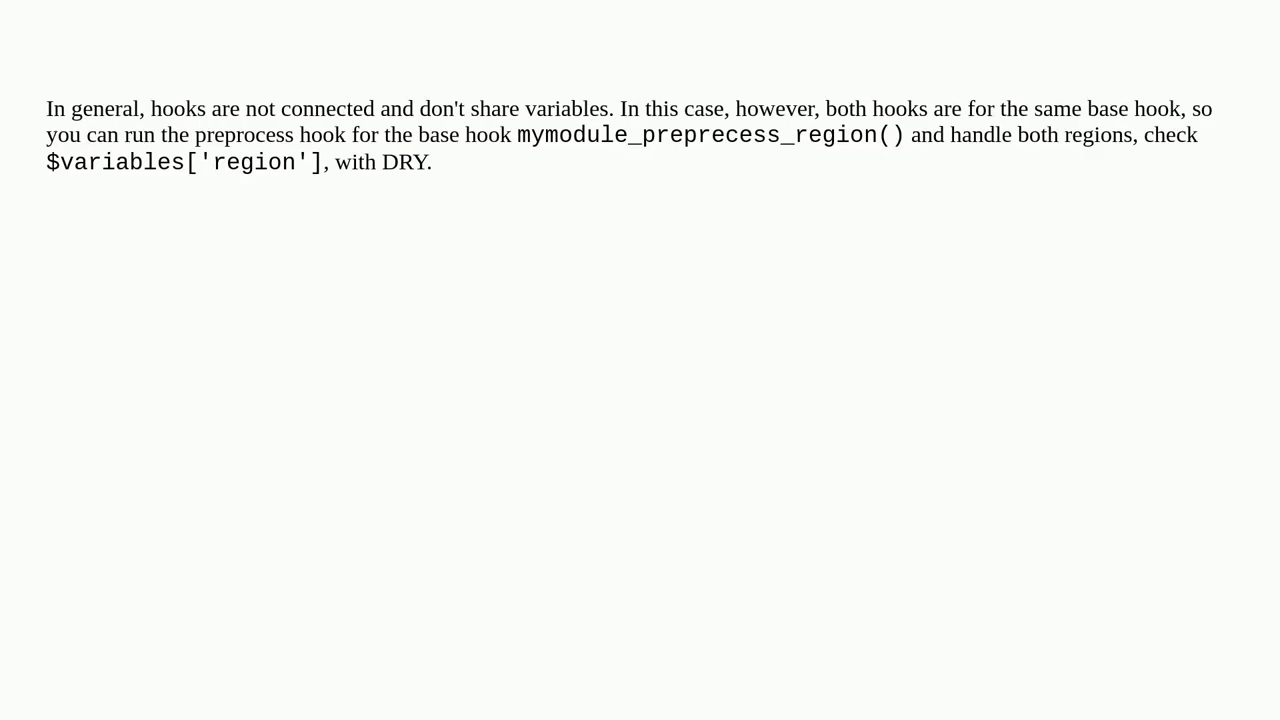 In general, hooks are not connected and don't share variables. In this case, however, both hooks are for the same base hook, so
you can run the preprocess hook for the base hook mymodule_preprecess_region() and handle both regions, check
$variables['region'], with DRY.